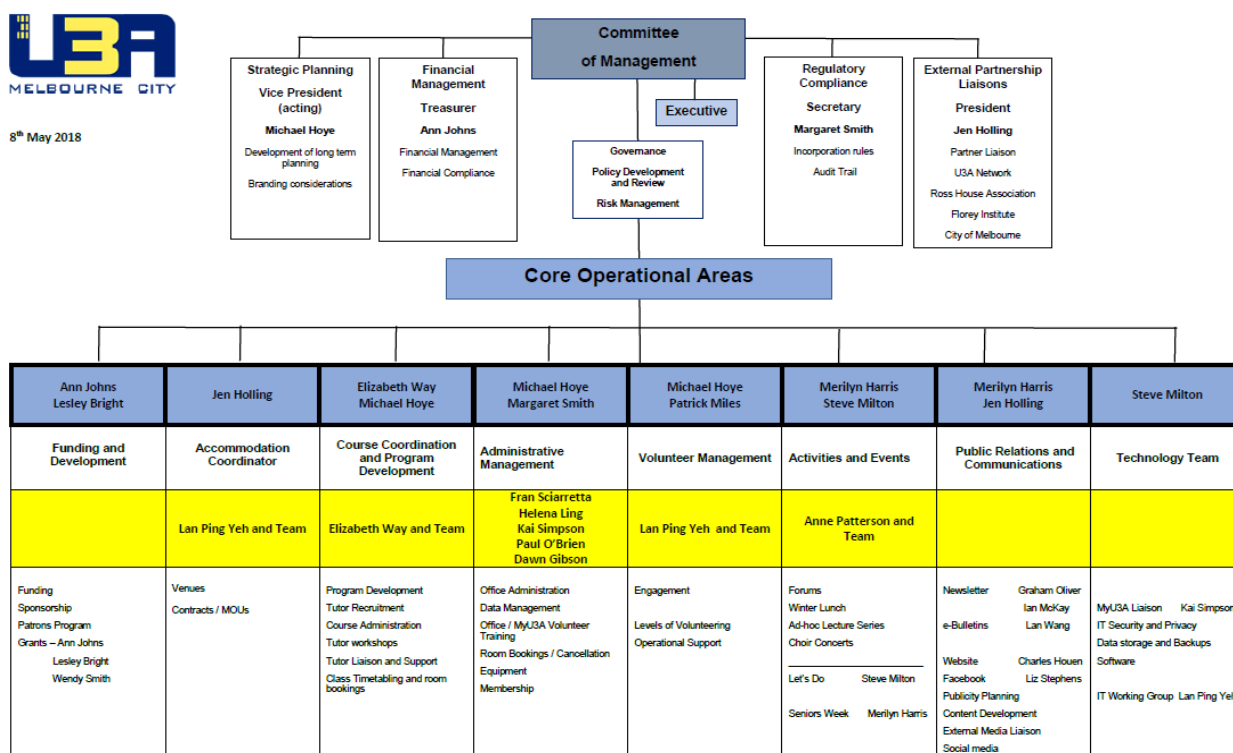 U3A
MELBOURNE CITY
8th May 2018
Committee
of Management
Executive
Strategic Planning
Vice President
(acting)
Michael Hoye
Development of long term
planning
Branding considerations
Financial
Management
Treasurer
Ann Johns
Financial Management
Financial Compliance
Governance
Policy Development
and Review
Risk Management
Regulatory
Compliance
Secretary
Margaret Smith
Incorporation rules
Audit Trail
External Partnership
Liaisons
President
Jen Holling
Partner Liaison
U3A Network
Ross House Association
Florey Institute
City of Melbourne
Core Operational Areas
Ann Johns
Lesley Bright
Funding and
Development
Funding
Sponsorship
Patrons Program
Grants – Ann Johns
Lesley Bright
Wendy Smith
Jen Holling
Accommodation
Coordinator
Lan Ping Yeh and Team
Venues
Contracts / MOUs
Elizabeth Way
Michael Hoye
Course Coordination
and Program
Development
Elizabeth Way and Team
Program Development
Tutor Recruitment
Course Administration
Tutor workshops
Tutor Liaison and Support
Class Timetabling and room
bookings
Michael Hoye
Margaret Smith
Administrative
Management
Fran Sciarretta
Helena Ling
Kai Simpson
Paul O'Brien
Dawn Gibson
Office Administration
Data Management
Office / MyU3A Volunteer
Training
Room Bookings / Cancellation
Equipment
Membership
Michael Hoye
Patrick Miles
Volunteer Management
Lan Ping Yeh and Team
Engagement
Levels of Volunteering
Operational Support
Merilyn Harris
Steve Milton
Activities and Events
Anne Patterson and
Team
Forums
Winter Lunch
Ad-hoc Lecture Series
Choir Concerts
Let's Do Steve Milton
Seniors Week Merilyn Harris
Merilyn Harris
Jen Holling
Public Relations and
Communications
Newsletter Graham Oliver
Ian McKay
e-Bulletins Lan Wang
Website Charles Houen
Facebook Liz Stephens
Publicity Planning
Content Development
External Media Liaison
Social media
Steve Milton
Technology Team
MyU3A Liaison Kai Simpson
IT Security and Privacy
Data storage and Backups
Software
IT Working Group Lan Ping Yeh